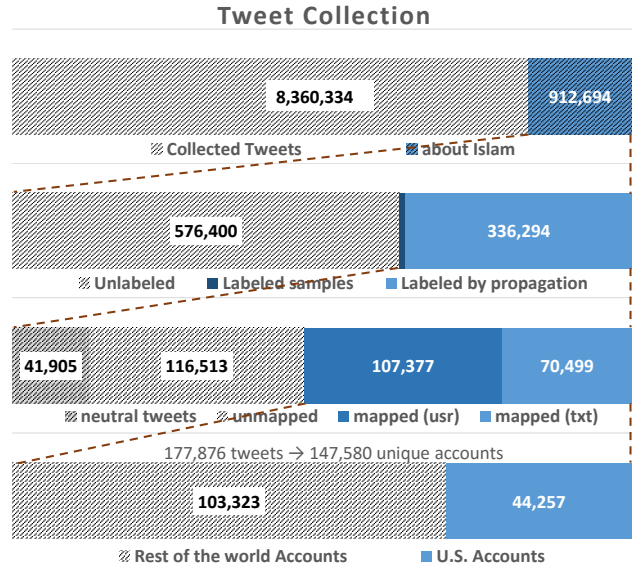 Tweet Collection
8,360,334 912,694
Collected Tweets about Islam
576,400 336,294
Unlabeled Labeled samples Labeled by propagation
41,905 116,513 107,377 70,499
neutral tweets unmapped mapped (usr) mapped (txt)
177,876 tweets → 147,580 unique accounts
103,323 44,257
Rest of the world Accounts U.S. Accounts